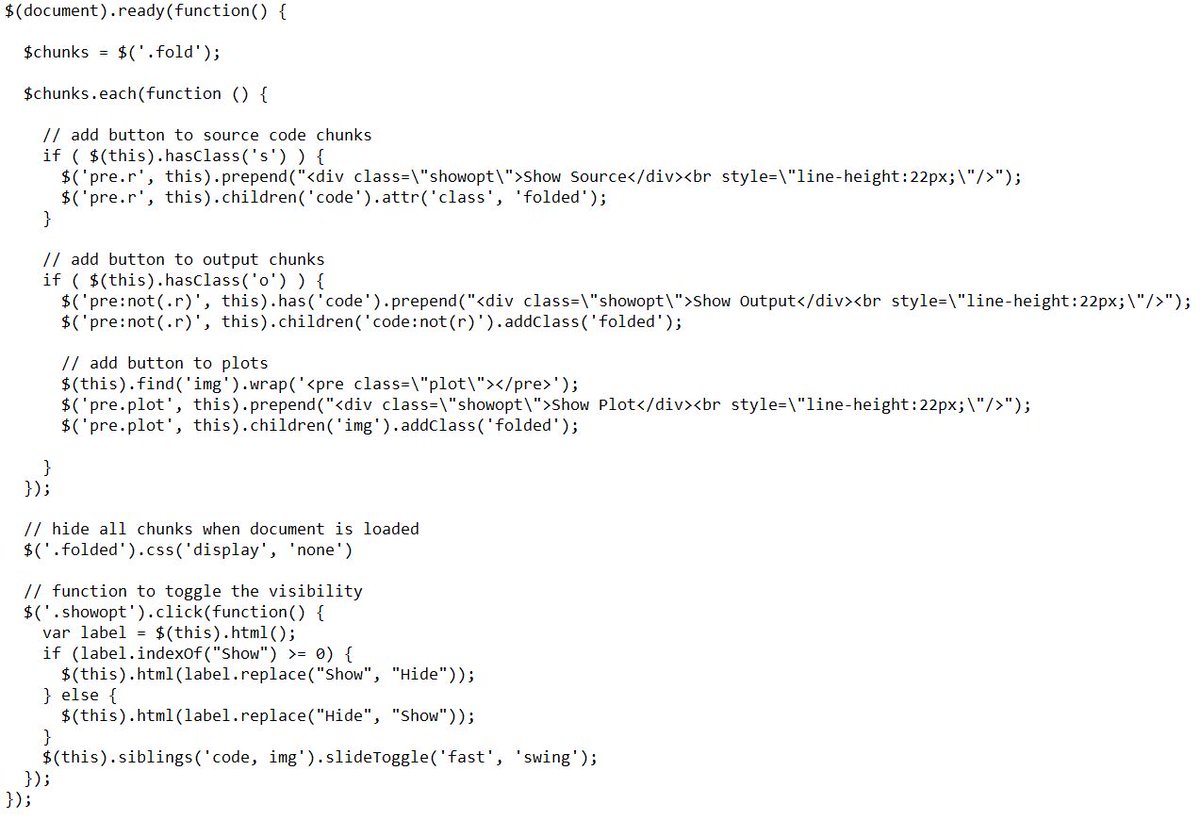 $(document).ready(function() {
$chunks = $('.fold');
$chunks.each(function () {
// add button to source code chunks
if ( $(this).hasClass('s') ) {
$('pre.r', this).prepend("<div class=\"showopt\">Show Source</div><br style=\"line-height:22px;\"/>");
$('pre.r', this).children('code').attr('class', 'folded');
}
// add button to output chunks
if ( $(this).hasClass('o') ) {
$('pre:not(.r)', this).has('code').prepend("<div class=\"showopt\">Show Output</div><br style=\"line-height:22px;\"/>");
$('pre:not(.r)', this).children('code:not(r)').addClass('folded');
// add button to plots
$(this).find('img').wrap('<pre class=\"plot\"></pre>');
$('pre.plot', this).prepend("<div class=\"showopt\">Show Plot</div><br style=\"line-height:22px;\"/>");
$('pre.plot', this).children('img').addClass('folded');
}
});
// hide all chunks when document is loaded
$('.folded').css('display', 'none')
// function to toggle the visibility
$('.showopt').click(function() {
var label = $(this).html();
if (label.indexOf("Show") >= 0) {
$(this).html(label.replace("Show", "Hide"));
} else {
$(this).html(label.replace("Hide", "Show"));
}
$(this).siblings('code, img').slideToggle('fast', 'swing');
});
});